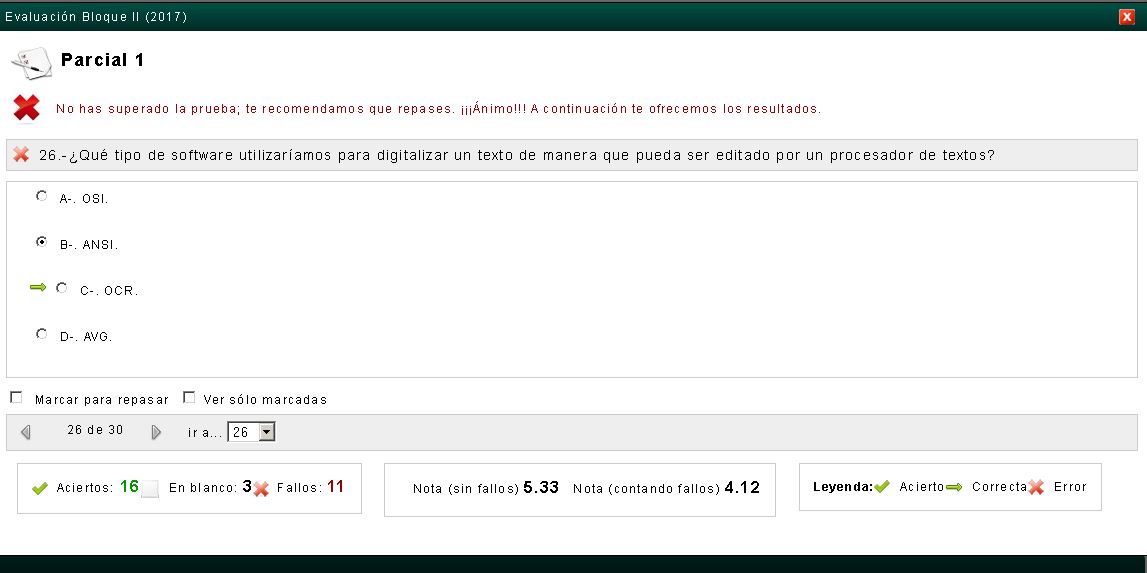 Evaluación Bloque II (2017)
Parcial 1
No has superado la prueba; te recomendamos que repases. ¡¡¡Ánimo!!! A continuación te ofrecemos los resultados.
26.-¿Qué tipo de software utilizaríamos para digitalizar un texto de manera que pueda ser editado por un procesador de textos?
A-. OSI.
B-. ANSI.
C-. OCR.
D-. AVG.
Marcar para repasar Ver sólo marcadas
26 de 30 ir a... 26
Aciertos: 16 En blanco: 3 Fallos: 11 Nota (sin fallos) 5.33 Nota (contando fallos) 4.12 Leyenda: Acierto Correcta Error